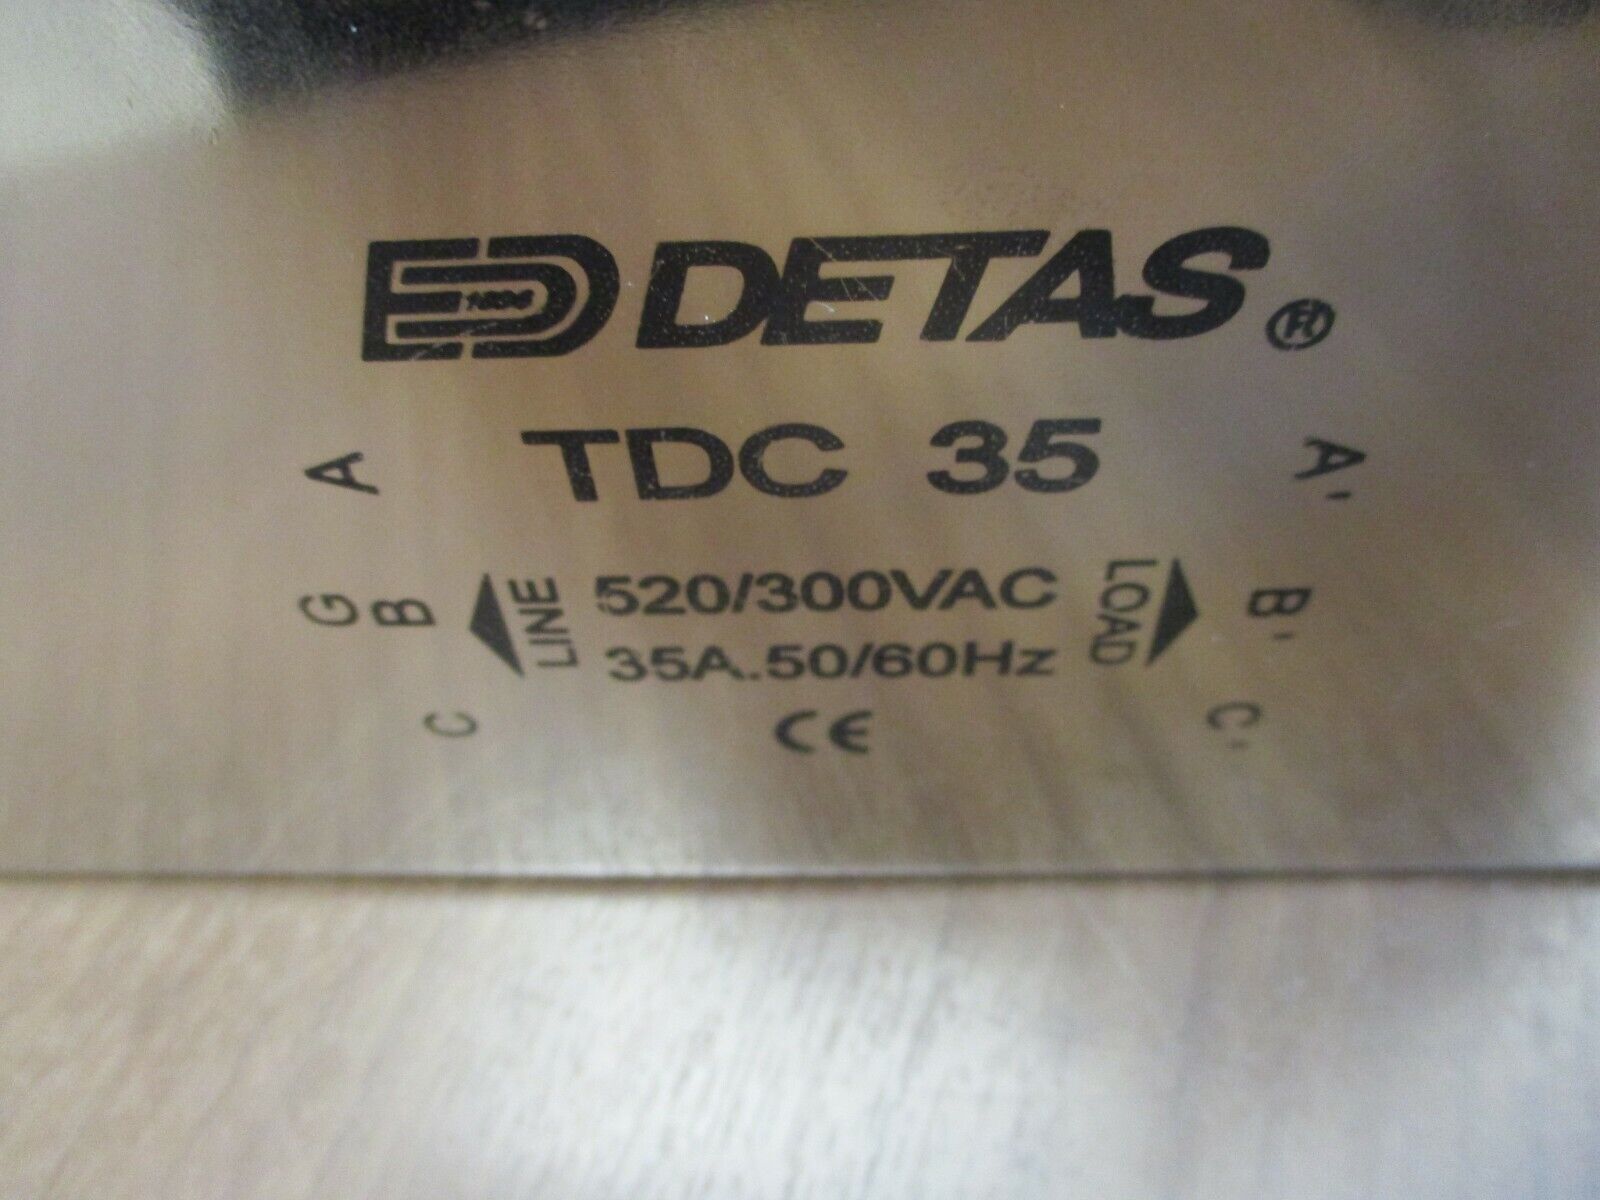 DETAS ®
TDC 35
A
A'
G
B
LINE
520/300VAC
35A.50/60Hz
LOAD
B'
C
CE
C'